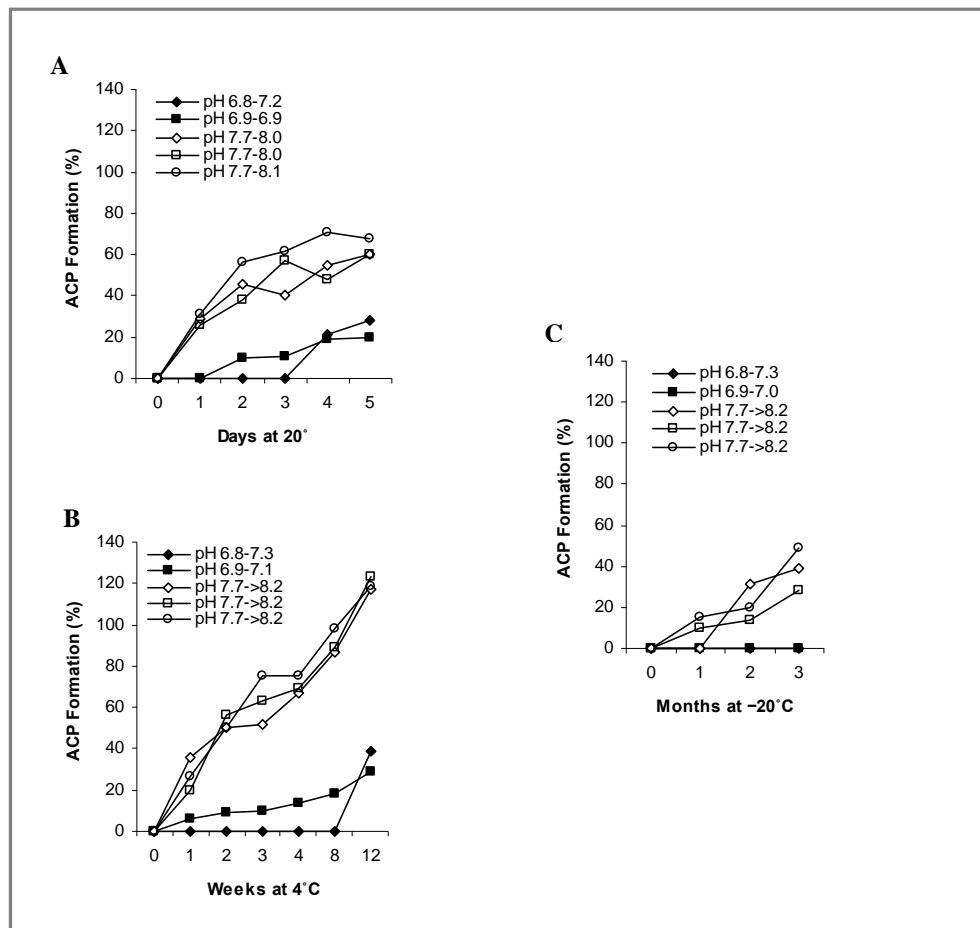 A
140
120
100
80
60
40
20
0
ACP Formation (%)
pH 6.8-7.2
pH 6.9-6.9
pH 7.7-8.0
pH 7.7-8.0
pH 7.7-8.1
0 1 2 3 4 5
Days at 20˚
B
140
120
100
80
60
40
20
0
ACP Formation (%)
pH 6.8-7.3
pH 6.9-7.1
pH 7.7->8.2
pH 7.7->8.2
pH 7.7->8.2
0 1 2 3 4 8 12
Weeks at 4˚C
C
140
120
100
80
60
40
20
0
ACP Formation (%)
pH 6.8-7.3
pH 6.9-7.0
pH 7.7->8.2
pH 7.7->8.2
pH 7.7->8.2
0 1 2 3
Months at −20˚C